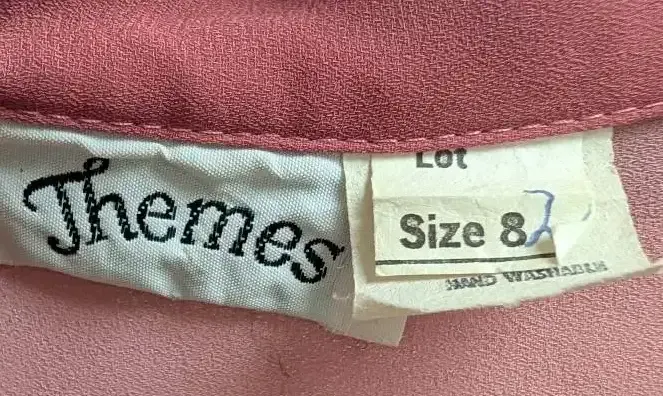 Themes
Lot
Size 8
HAND WASHABLE